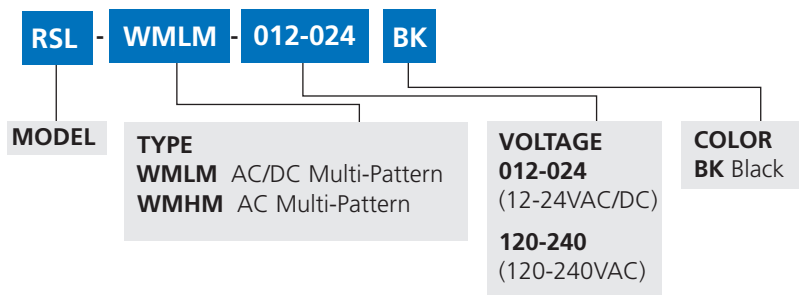 RSL - WMLM - 012-024 BK
MODEL
TYPE
WMLM AC/DC Multi-Pattern
WMHM AC Multi-Pattern
VOLTAGE
012-024
(12-24VAC/DC)
120-240
(120-240VAC)
COLOR
BK Black